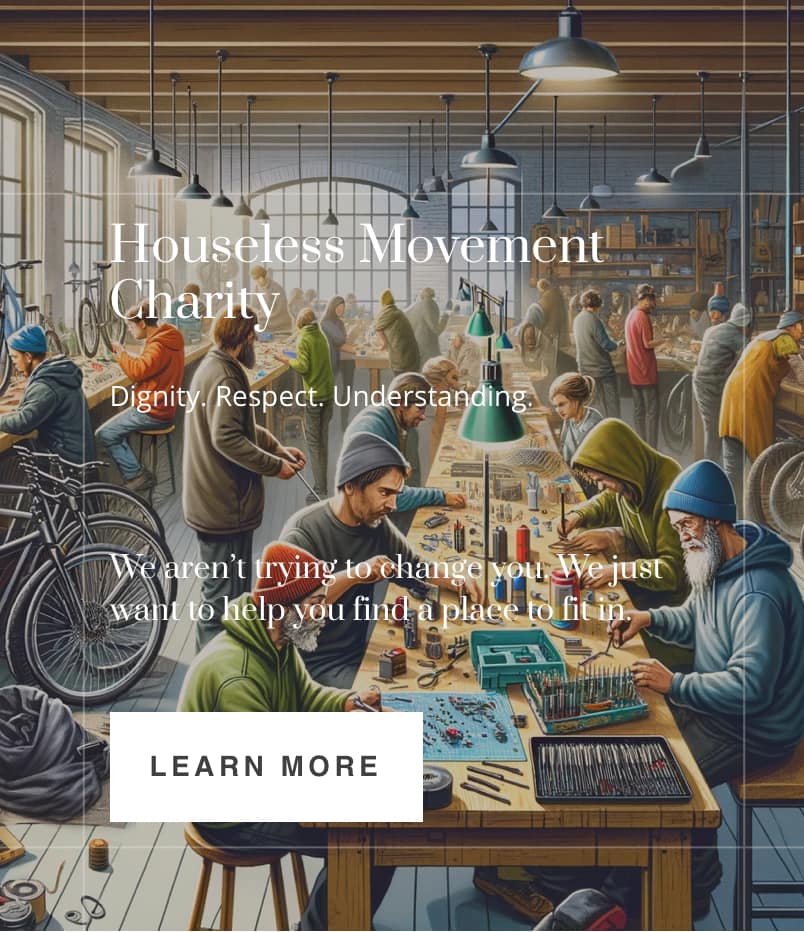 Houseless Movement
Charity
Dignity. Respect. Understanding.
We aren’t trying to change you. We just
want to help you find a place to fit in.
LEARN MORE